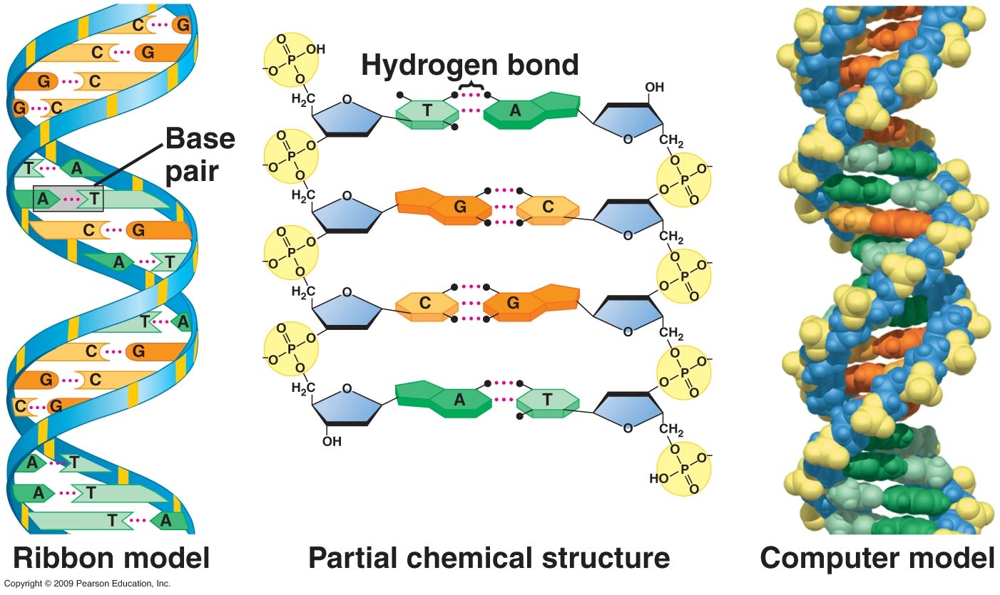 C G
C G
G C
G C
Base
pair
T A
A T
C G
A T
T A
C G
G C
C G
A T
A T
T A
Ribbon model
Hydrogen bond
O
P OH
⁻O
O
H₂C O
T A
OH
O
CH₂
O
P
⁻O O
O
H₂C O
O
P O⁻
O O
G C
O
CH₂
O
P
⁻O O
O
H₂C O
O
P O⁻
O O
C G
O
CH₂
O
P
⁻O O
O
H₂C O
O
P O⁻
O O
A T
OH
O
CH₂
O
HO P O⁻
O
Partial chemical structure
Computer model
Copyright © 2009 Pearson Education, Inc.